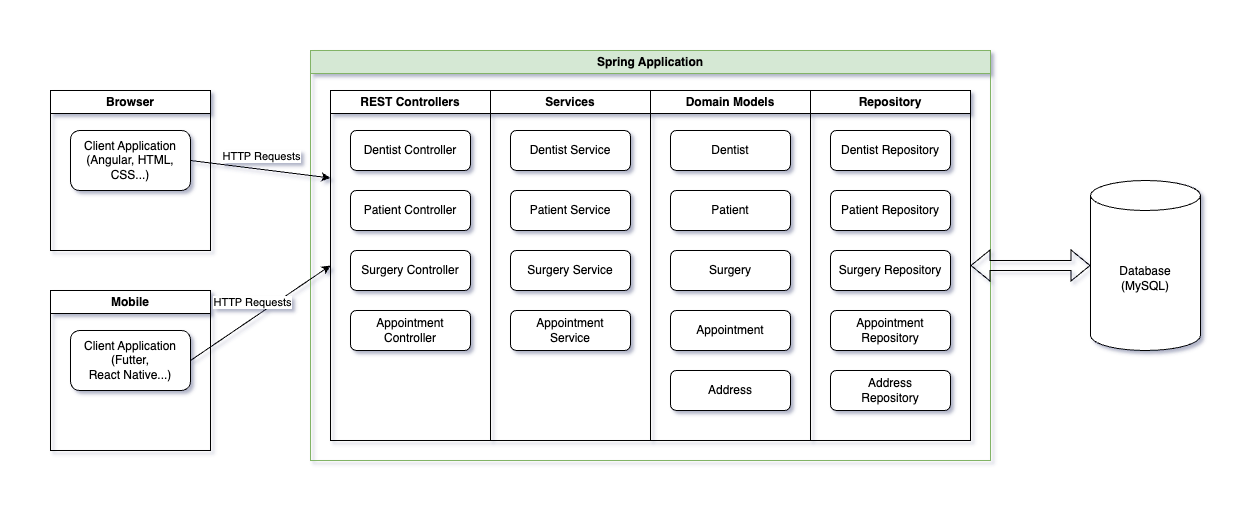 Spring Application
Browser
Client Application
(Angular, HTML,
CSS...)
HTTP Requests
Mobile
Client Application
(Futter,
React Native...)
HTTP Requests
REST Controllers
Dentist Controller
Patient Controller
Surgery Controller
Appointment
Controller
Services
Dentist Service
Patient Service
Surgery Service
Appointment
Service
Domain Models
Dentist
Patient
Surgery
Appointment
Address
Repository
Dentist Repository
Patient Repository
Surgery Repository
Appointment
Repository
Address
Repository
Database
(MySQL)